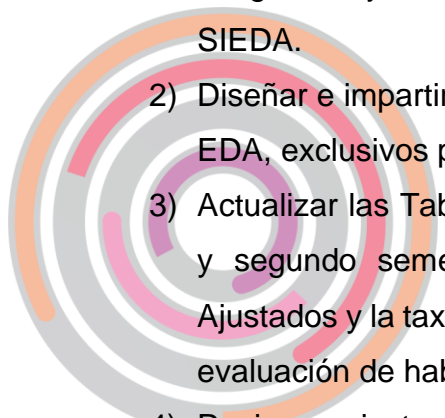 SIEDA.
2) Diseñar e impartir
EDA, exclusivos p
3) Actualizar las Tab
y segundo seme
Ajustados y la tax
evaluación de hab